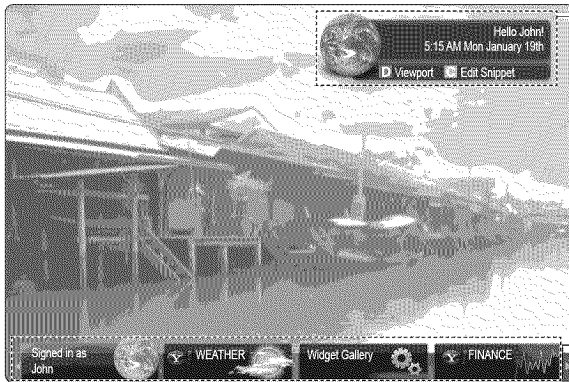 Hello John!
5:15 AM Mon January 19th
D Viewport C Edit Snippet
Signed in as
John
WEATHER
Widget Gallery
FINANCE